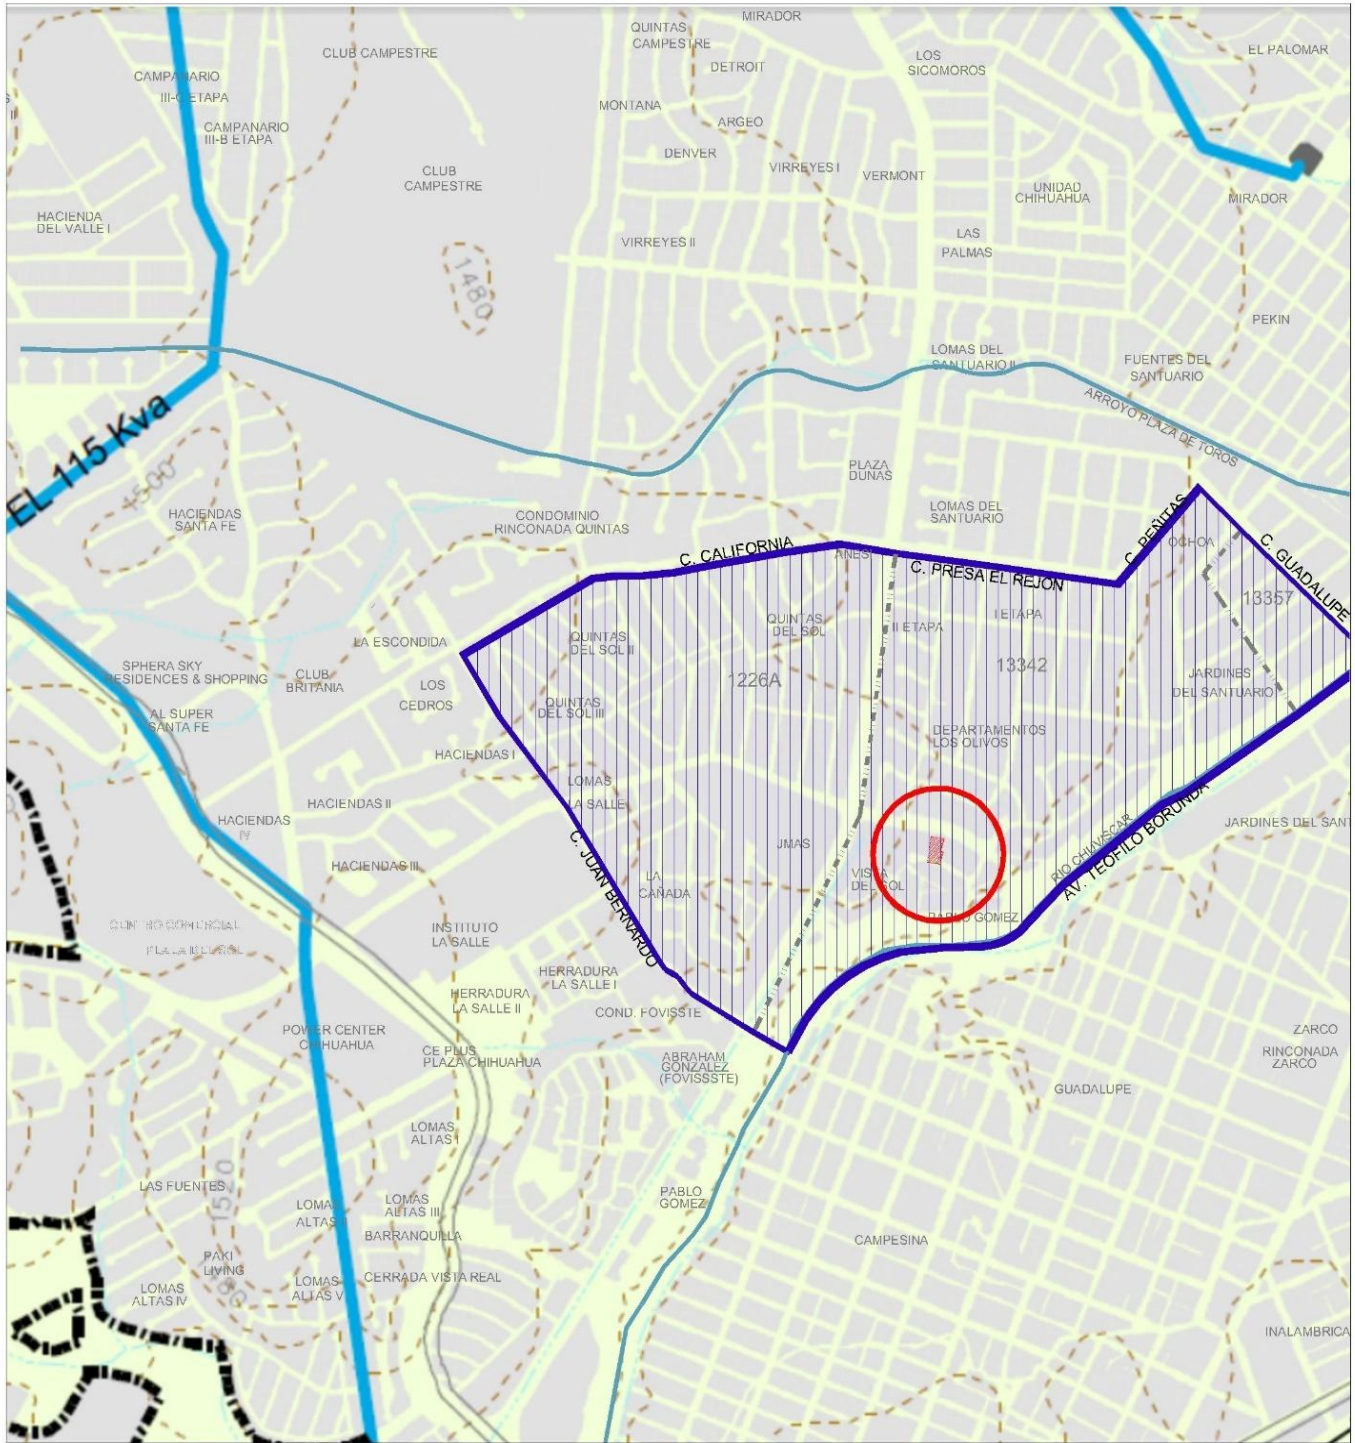 MIRADOR
QUINTAS
CAMPESTRE
CLUB CAMPESTRE
LOS
SICOMOROS
EL PALOMAR
DETROIT
CAMPANARIO
III-C ETAPA
MONTANA
ARGEO
CAMPANARIO
III-B ETAPA
DENVER
VIRREYES I
VERMONT
CLUB
CAMPESTRE
UNIDAD
CHIHUAHUA
MIRADOR
HACIENDA
DEL VALLE I
VIRREYES II
LAS
PALMAS
1480
PEKIN
LOMAS DEL
SANTUARIO II
FUENTES DEL
SANTUARIO
ARROYO PLAZA DE TOROS
EL 115 Kva
1500
PLAZA
DUNAS
HACIENDAS
SANTA FE
CONDOMINIO
RINCONADA QUINTAS
LOMAS DEL
SANTUARIO
C. PEÑITAS
OCHOA
C. GUADALUPE
C. CALIFORNIA
ANESI
C. PRESA EL REJON
13357
I ETAPA
QUINTAS
DEL SOL
II ETAPA
LA ESCONDIDA
QUINTAS
DEL SOL II
13342
1226A
SPHERA SKY
RESIDENCES & SHOPPING
CLUB
BRITANIA
LOS
CEDROS
JARDINES
DEL SANTUARIO
QUINTAS
DEL SOL III
AL SUPER
SANTA FE
DEPARTAMENTOS
LOS OLIVOS
HACIENDAS I
LOMAS
LA SALLE
HACIENDAS II
HACIENDAS
IV
C. JUAN BERNARDO
JMAS
RIO CHUVISCAR
AV. TEOFILO BORUNDA
JARDINES DEL SANT
HACIENDAS III
LA
CAÑADA
VISTA
DEL SOL
PABLO GOMEZ
INSTITUTO
LA SALLE
HERRADURA
LA SALLE I
HERRADURA
LA SALLE II
COND. FOVISSTE
POWER CENTER
CHIHUAHUA
CE PLUS
PLAZA CHIHUAHUA
ABRAHAM
GONZALEZ
(FOVISSSTE)
ZARCO
RINCONADA
ZARCO
GUADALUPE
LOMAS
ALTAS I
LAS FUENTES
1520
LOMAS
ALTAS
LOMAS
ALTAS III
PABLO
GOMEZ
BARRANQUILLA
CAMPESINA
PAKI
LIVING
CERRADA VISTA REAL
LOMAS
ALTAS IV
LOMAS
ALTAS V
INALAMBRICA